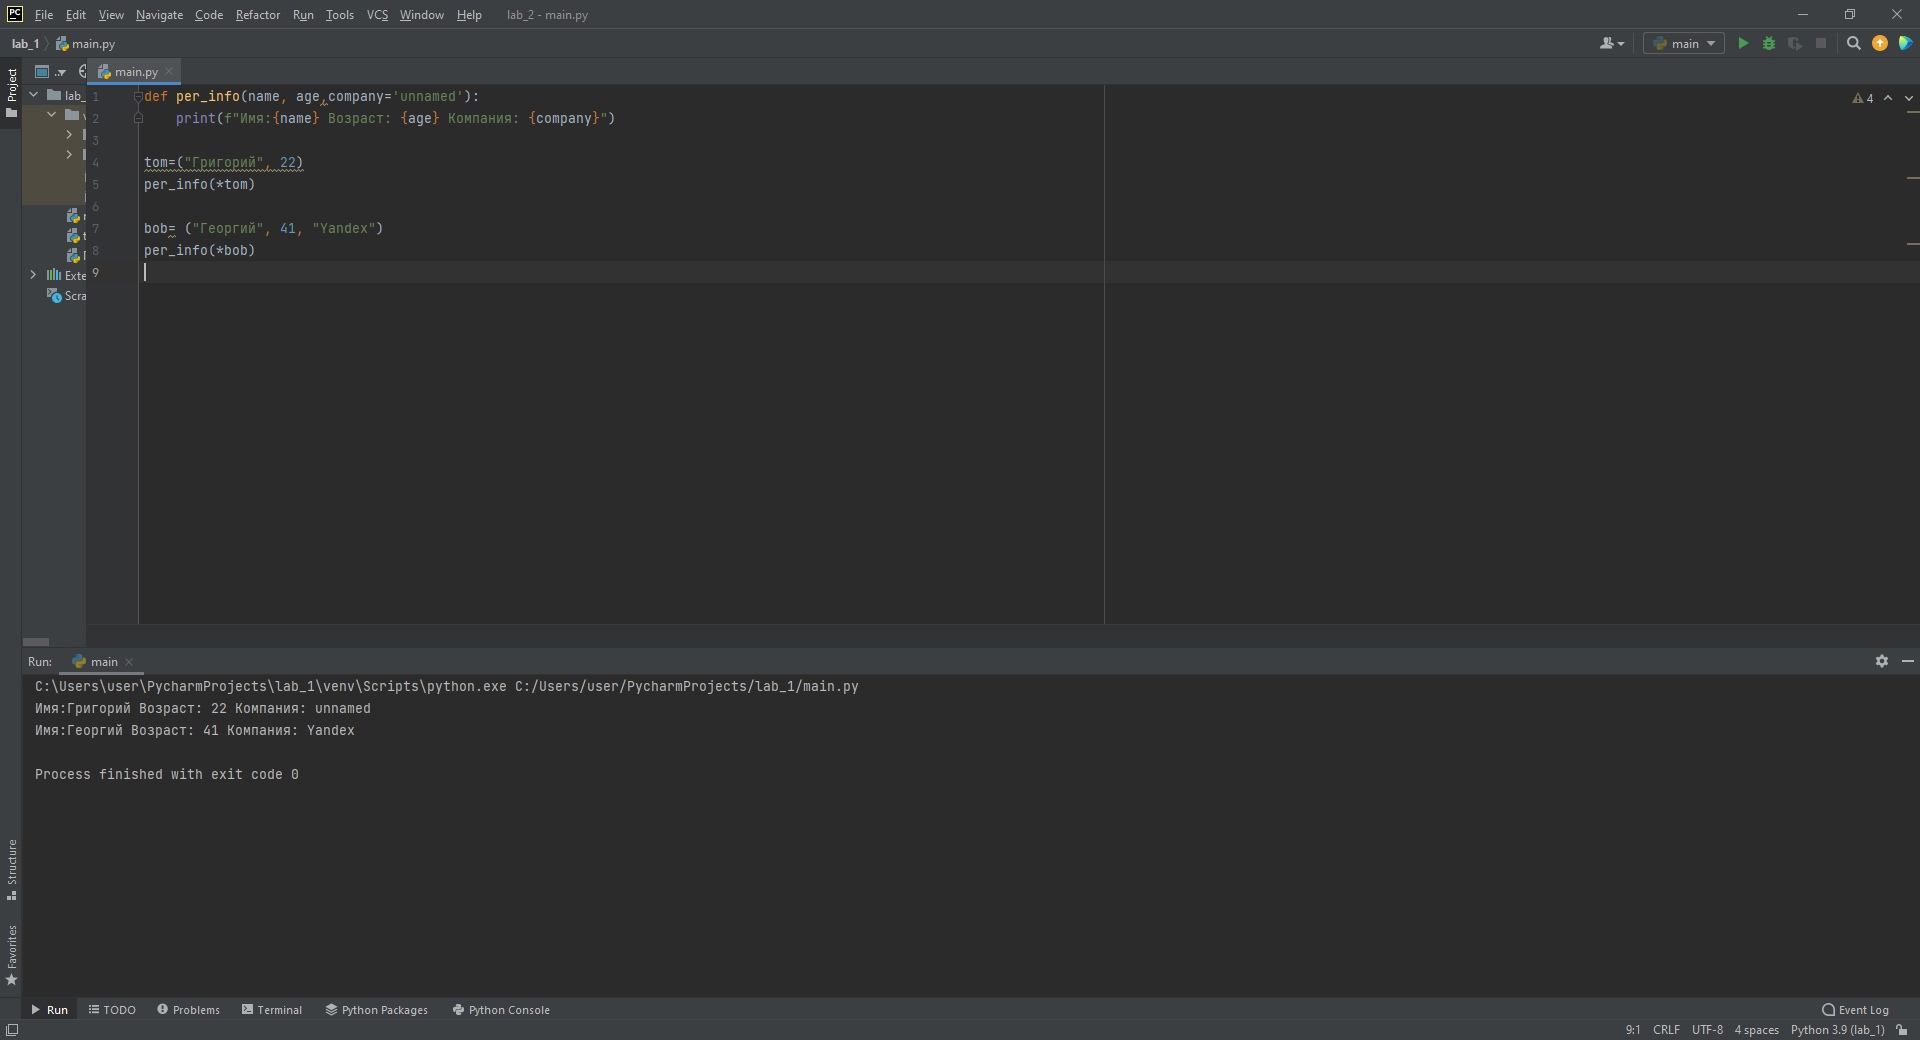 PC File Edit View Navigate Code Refactor Run Tools VCS Window Help lab_2 - main.py
lab_1 main.py main
Project
.. main.py
lab_
Exte
Scra
4
1 def per_info(name, age,company='unnamed'):
2 print(f"Имя:{name} Возраст: {age} Компания: {company}")
3
4 tom=("Григорий", 22)
5 per_info(*tom)
6
7 bob= ("Георгий", 41, "Yandex")
8 per_info(*bob)
9
Run: main
C:\Users\user\PycharmProjects\lab_1\venv\Scripts\python.exe C:/Users/user/PycharmProjects/lab_1/main.py
Имя:Григорий Возраст: 22 Компания: unnamed
Имя:Георгий Возраст: 41 Компания: Yandex
Process finished with exit code 0
Structure
Favorites
Run TODO Problems Terminal Python Packages Python Console Event Log
9:1 CRLF UTF-8 4 spaces Python 3.9 (lab_1)